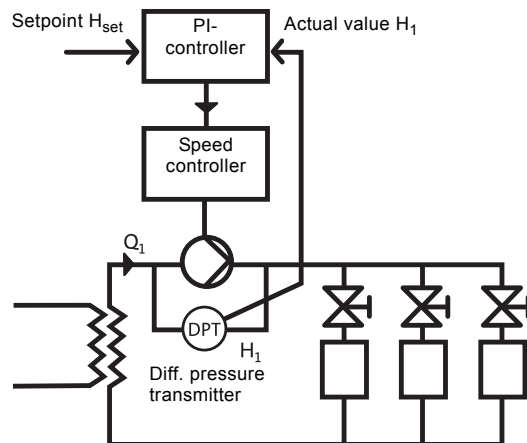 Setpoint H_set
PI-
controller
Actual value H_1
Speed
controller
Q_1
DPT
H_1
Diff. pressure
transmitter